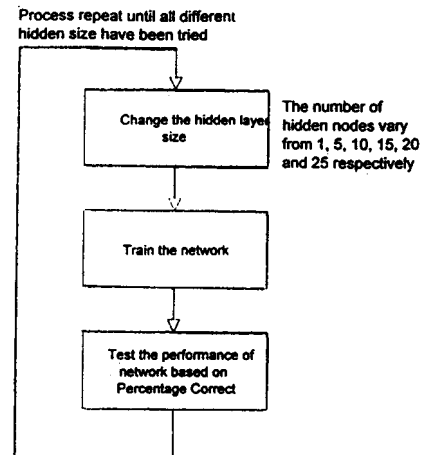 Process repeat until all different
hidden size have been tried
Change the hidden layer
size
The number of
hidden nodes vary
from 1, 5, 10, 15, 20
and 25 respectively
Train the network
Test the performance of
network based on
Percentage Correct